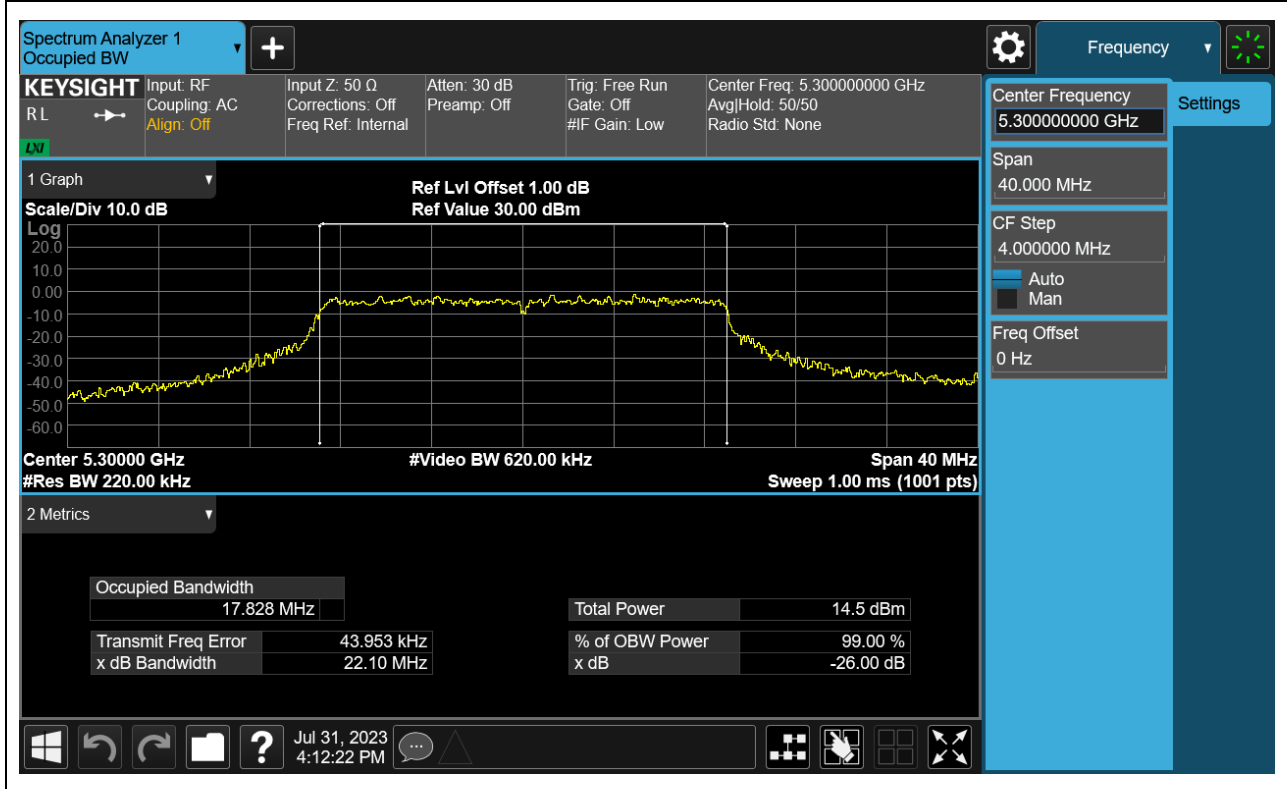 Spectrum Analyzer 1
Occupied BW
Frequency
KEYSIGHT
R L
LXI
Input: RF
Coupling: AC
Align: Off
Input Z: 50 Ω
Corrections: Off
Freq Ref: Internal
Atten: 30 dB
Preamp: Off
Trig: Free Run
Gate: Off
#IF Gain: Low
Center Freq: 5.300000000 GHz
Avg|Hold: 50/50
Radio Std: None
Center Frequency
5.300000000 GHz
Settings
Span
40.000 MHz
CF Step
4.000000 MHz
Auto
Man
Freq Offset
0 Hz
1 Graph
Scale/Div 10.0 dB
Ref Lvl Offset 1.00 dB
Ref Value 30.00 dBm
Log
20.0
10.0
0.00
-10.0
-20.0
-30.0
-40.0
-50.0
-60.0
Center 5.30000 GHz
#Video BW 620.00 kHz
Span 40 MHz
#Res BW 220.00 kHz
Sweep 1.00 ms (1001 pts)
2 Metrics
Occupied Bandwidth
17.828 MHz
Total Power 14.5 dBm
Transmit Freq Error 43.953 kHz
% of OBW Power 99.00 %
x dB Bandwidth 22.10 MHz
x dB -26.00 dB
?
Jul 31, 2023
4:12:22 PM